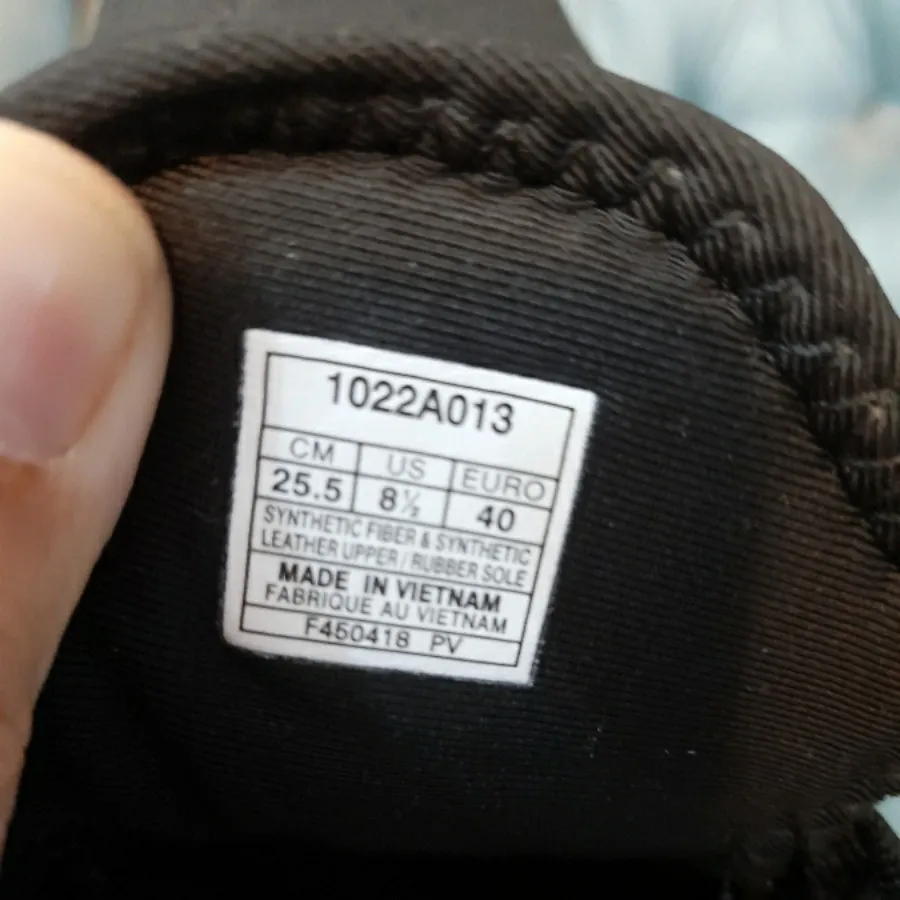 1022A013
CM US EURO
25.5 8½ 40
SYNTHETIC FIBER & SYNTHETIC
LEATHER UPPER / RUBBER SOLE
MADE IN VIETNAM
FABRIQUE AU VIETNAM
F450418 PV